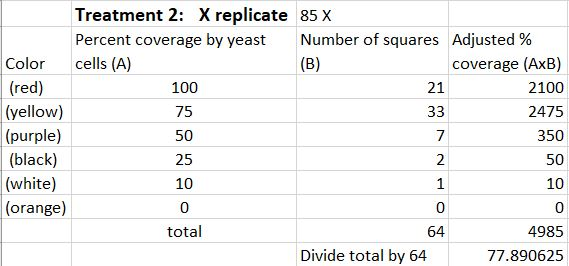 Treatment 2: X replicate 85 X
Color Percent coverage by yeast cells (A) Number of squares (B) Adjusted % coverage (AxB)
(red) 100 21 2100
(yellow) 75 33 2475
(purple) 50 7 350
(black) 25 2 50
(white) 10 1 10
(orange) 0 0 0
total 64 4985
Divide total by 64 77.890625